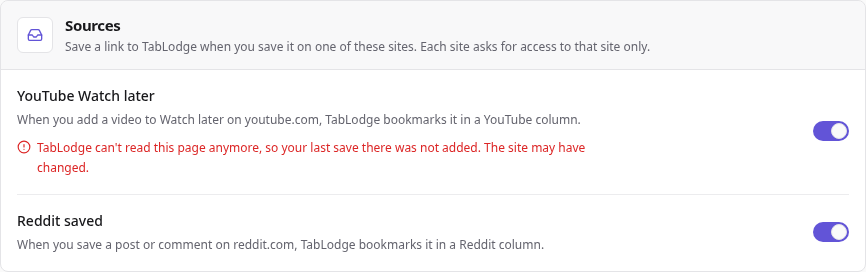 Sources
Save a link to TabLodge when you save it on one of these sites. Each site asks for access to that site only.
YouTube Watch later
When you add a video to Watch later on youtube.com, TabLodge bookmarks it in a YouTube column.
TabLodge can't read this page anymore, so your last save there was not added. The site may have
changed.
Reddit saved
When you save a post or comment on reddit.com, TabLodge bookmarks it in a Reddit column.